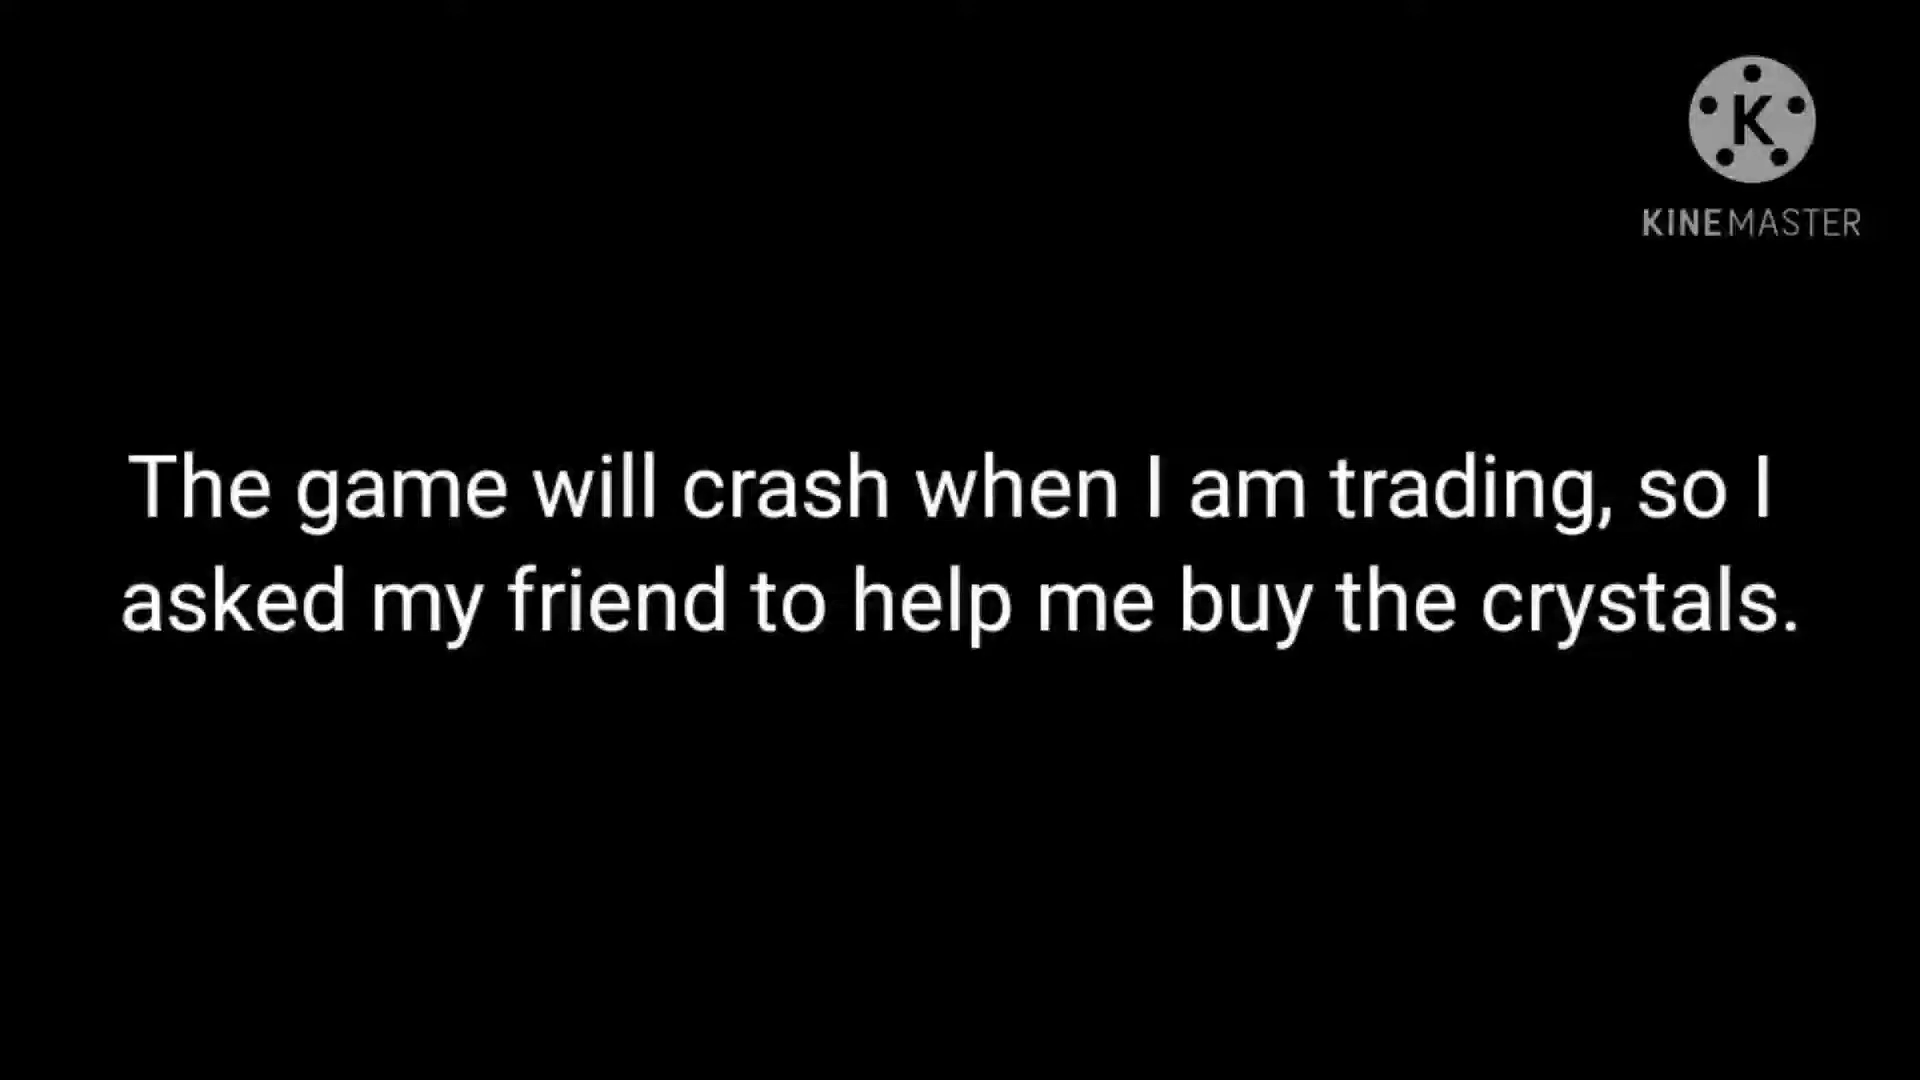 K
KINEMASTER
The game will crash when I am trading, so I
asked my friend to help me buy the crystals.